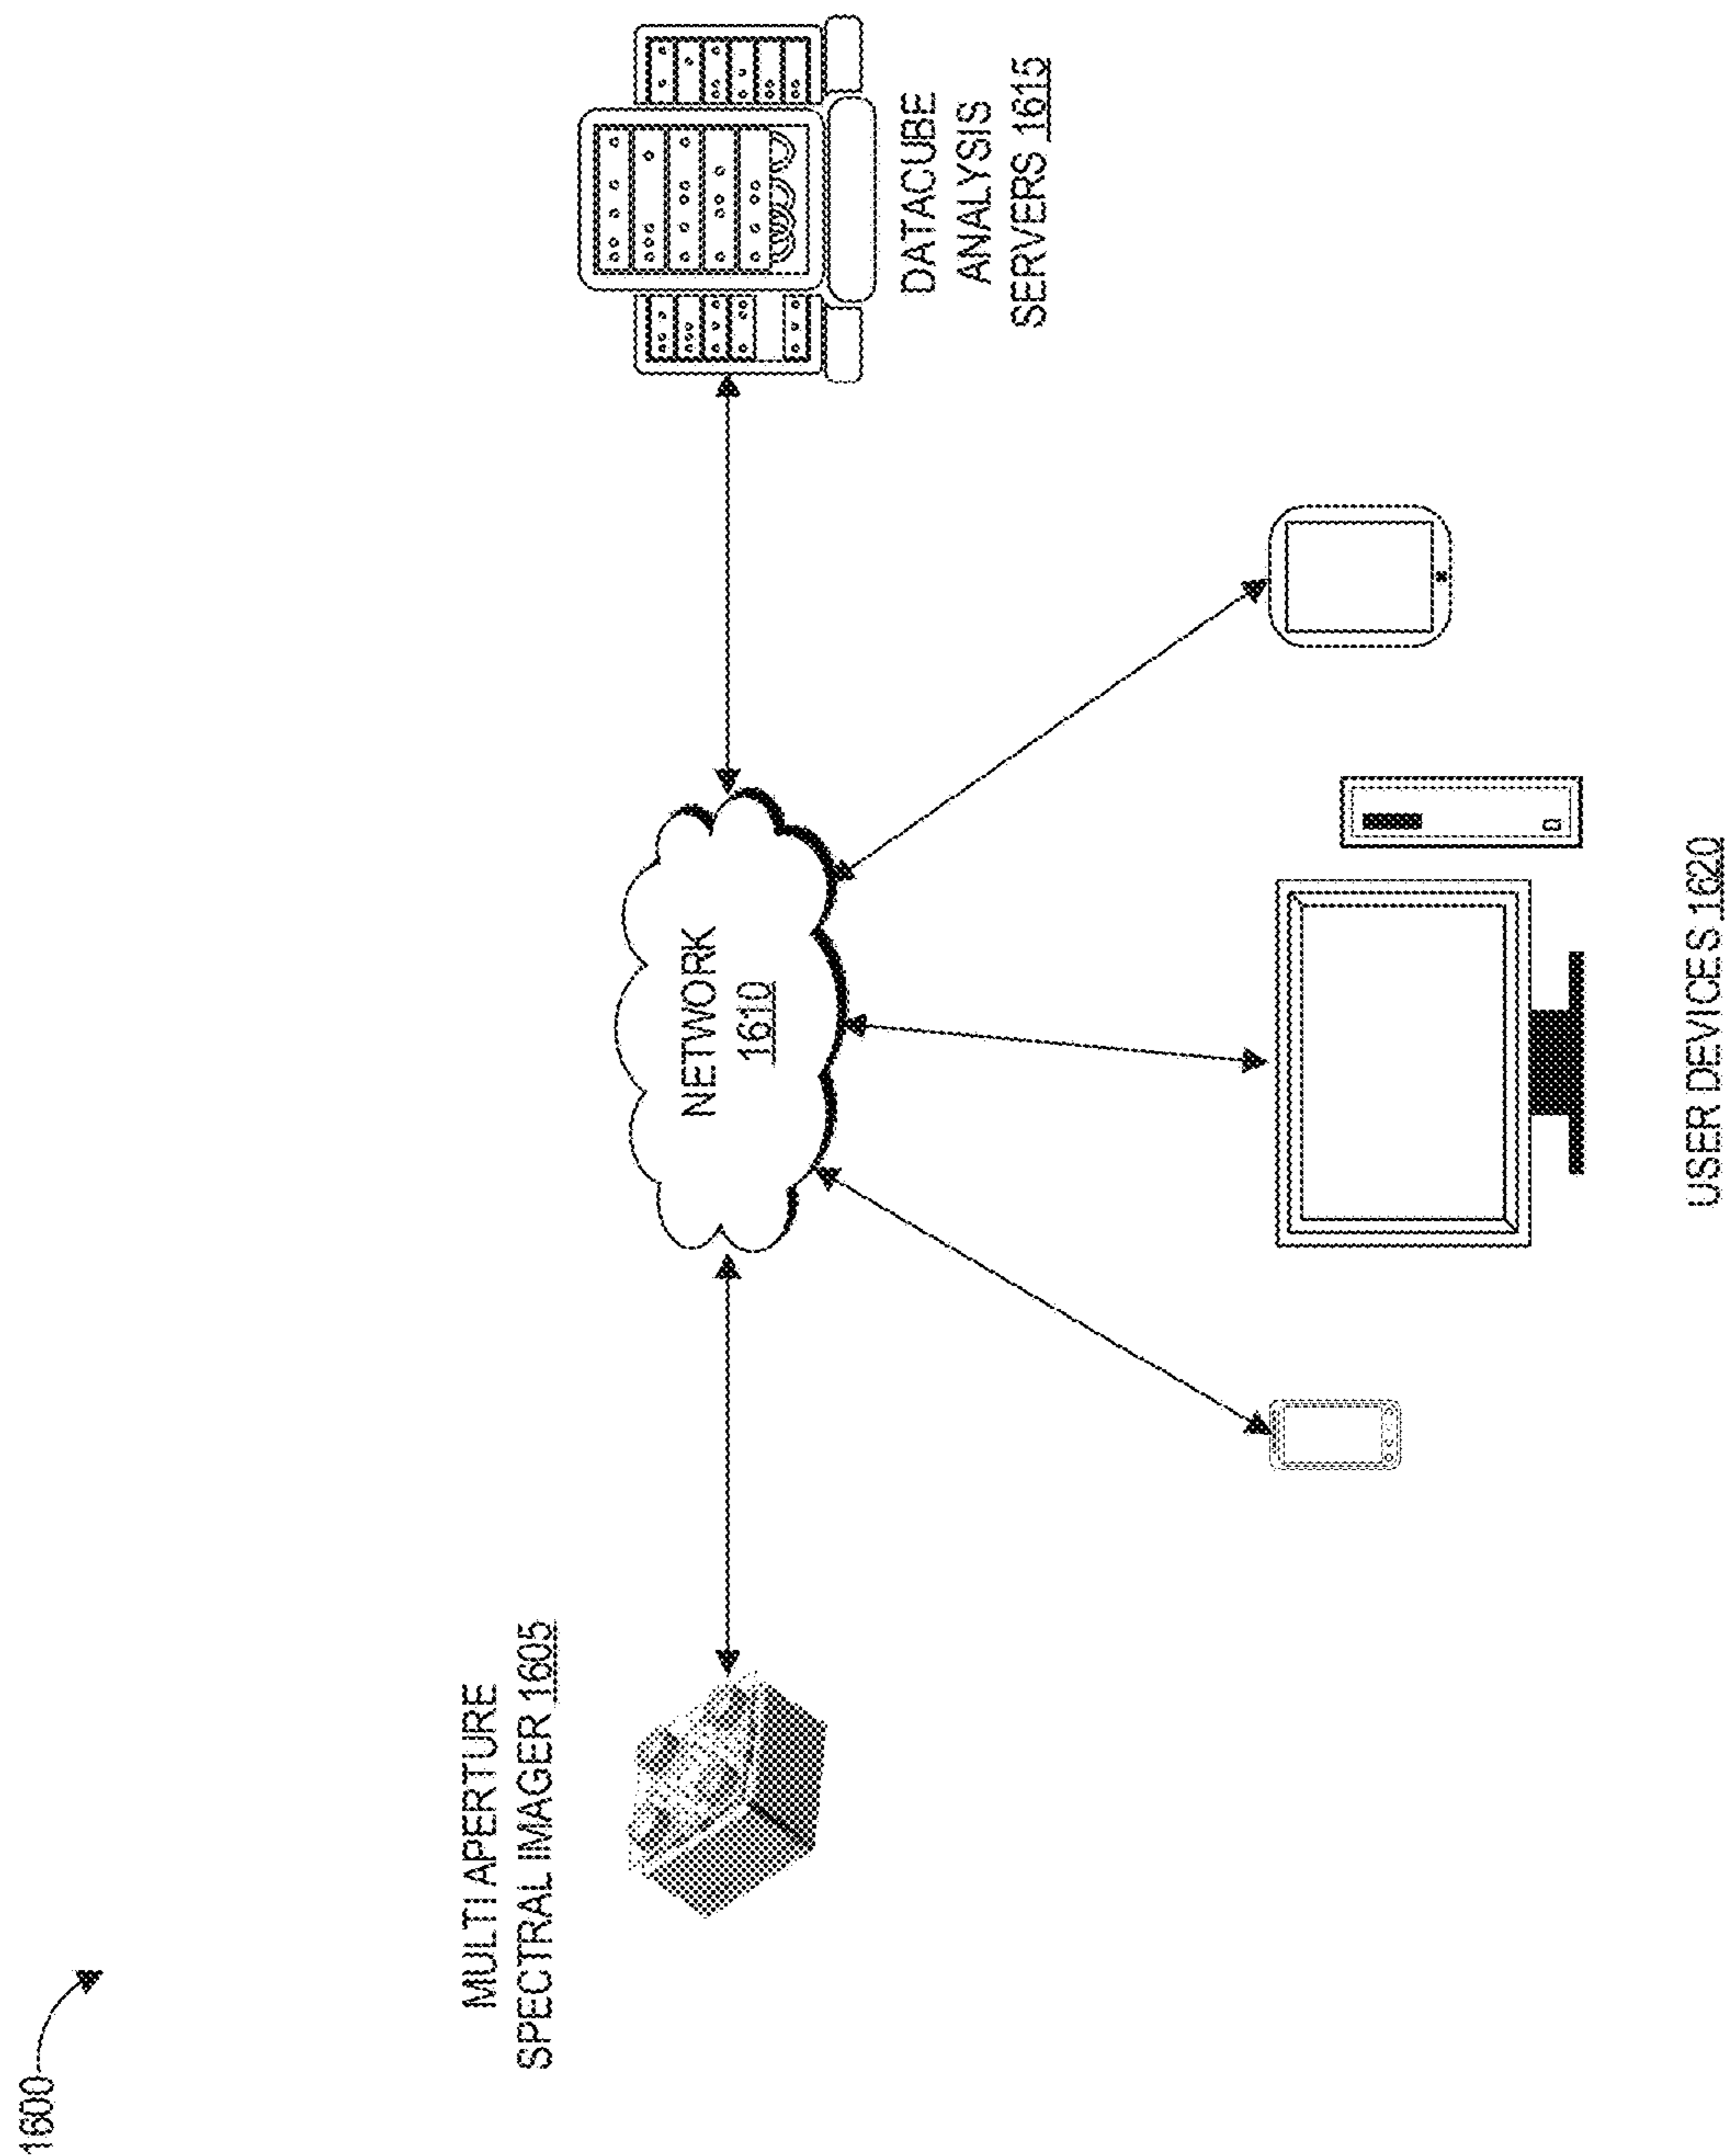 1600
MULTI APERTURE
SPECTRAL IMAGER 1605
NETWORK
1610
DATACUBE
ANALYSIS
SERVERS 1615
USER DEVICES 1620